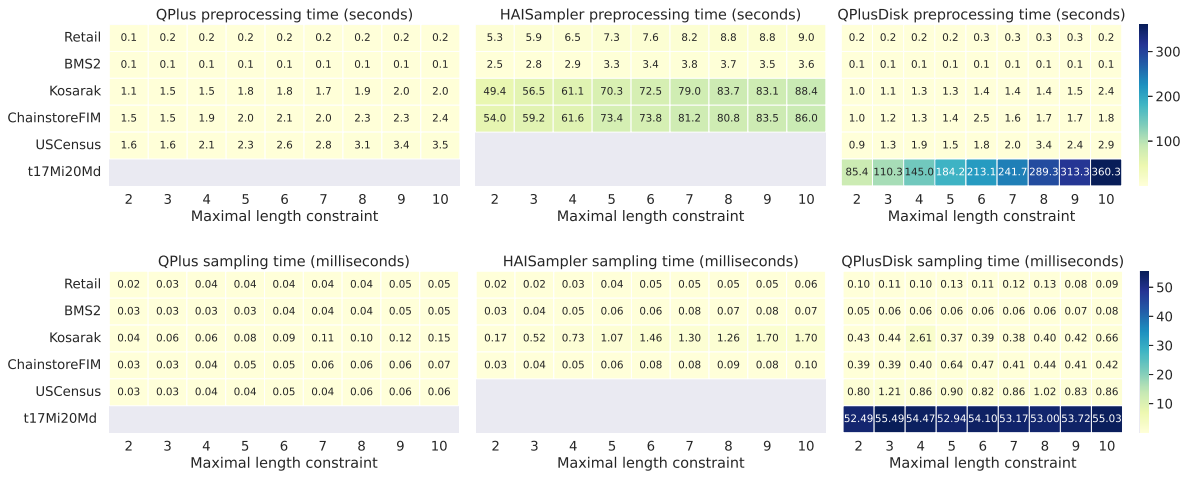 QPlus preprocessing time (seconds) HAISampler preprocessing time (seconds) QPlusDisk preprocessing time (seconds)
Retail 0.1 0.2 0.2 0.2 0.2 0.2 0.2 0.2 0.2 5.3 5.9 6.5 7.3 7.6 8.2 8.8 8.8 9.0 0.2 0.2 0.2 0.2 0.3 0.3 0.3 0.3 0.2
BMS2 0.1 0.1 0.1 0.1 0.1 0.1 0.1 0.1 0.1 2.5 2.8 2.9 3.3 3.4 3.8 3.7 3.5 3.6 0.1 0.1 0.1 0.1 0.1 0.1 0.1 0.1 0.1
300
Kosarak 1.1 1.5 1.5 1.8 1.8 1.7 1.9 2.0 2.0 49.4 56.5 61.1 70.3 72.5 79.0 83.7 83.1 88.4 1.0 1.1 1.3 1.3 1.4 1.4 1.4 1.5 2.4
200
ChainstoreFIM 1.5 1.5 1.9 2.0 2.1 2.0 2.3 2.3 2.4 54.0 59.2 61.6 73.4 73.8 81.2 80.8 83.5 86.0 1.0 1.2 1.3 1.4 2.5 1.6 1.7 1.7 1.8
USCensus 1.6 1.6 2.1 2.3 2.6 2.8 3.1 3.4 3.5 0.9 1.3 1.9 1.5 1.8 2.0 3.4 2.4 2.9
100
t17Mi20Md 85.4 110.3 145.0 184.2 213.1 241.7 289.3 313.3 360.3
2 3 4 5 6 7 8 9 10 2 3 4 5 6 7 8 9 10 2 3 4 5 6 7 8 9 10
Maximal length constraint Maximal length constraint Maximal length constraint
QPlus sampling time (milliseconds) HAISampler sampling time (milliseconds) QPlusDisk sampling time (milliseconds)
Retail 0.02 0.03 0.04 0.04 0.04 0.04 0.04 0.05 0.05 0.02 0.02 0.03 0.04 0.05 0.05 0.05 0.05 0.06 0.10 0.11 0.10 0.13 0.11 0.12 0.13 0.08 0.09
50
BMS2 0.03 0.03 0.03 0.03 0.04 0.04 0.04 0.05 0.05 0.03 0.04 0.05 0.06 0.06 0.08 0.07 0.08 0.07 0.05 0.06 0.06 0.06 0.06 0.06 0.06 0.07 0.08
40
Kosarak 0.04 0.06 0.06 0.08 0.09 0.11 0.10 0.12 0.15 0.17 0.52 0.73 1.07 1.46 1.30 1.26 1.70 1.70 0.43 0.44 2.61 0.37 0.39 0.38 0.40 0.42 0.66
30
ChainstoreFIM 0.03 0.03 0.04 0.05 0.05 0.06 0.06 0.06 0.07 0.03 0.04 0.05 0.06 0.08 0.08 0.09 0.08 0.10 0.39 0.39 0.40 0.64 0.47 0.41 0.44 0.41 0.42
20
USCensus 0.03 0.03 0.04 0.04 0.05 0.04 0.06 0.06 0.06 0.80 1.21 0.86 0.90 0.82 0.86 1.02 0.83 0.86
10
t17Mi20Md 52.49 55.49 54.47 52.94 54.10 53.17 53.00 53.72 55.03
2 3 4 5 6 7 8 9 10 2 3 4 5 6 7 8 9 10 2 3 4 5 6 7 8 9 10
Maximal length constraint Maximal length constraint Maximal length constraint